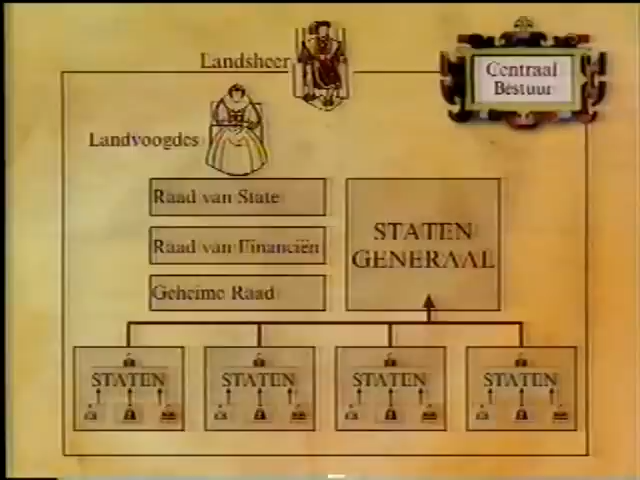 Landsheer
Centraal
Bestuur
Landvoogdes
Raad van State
Raad van Financiën
Geheime Raad
STATEN
GENERAAL
STATEN
STATEN
STATEN
STATEN